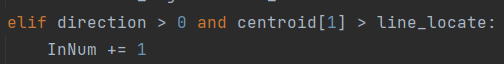 elif direction > 0 and centroid[1] > line_locate:
    InNum += 1